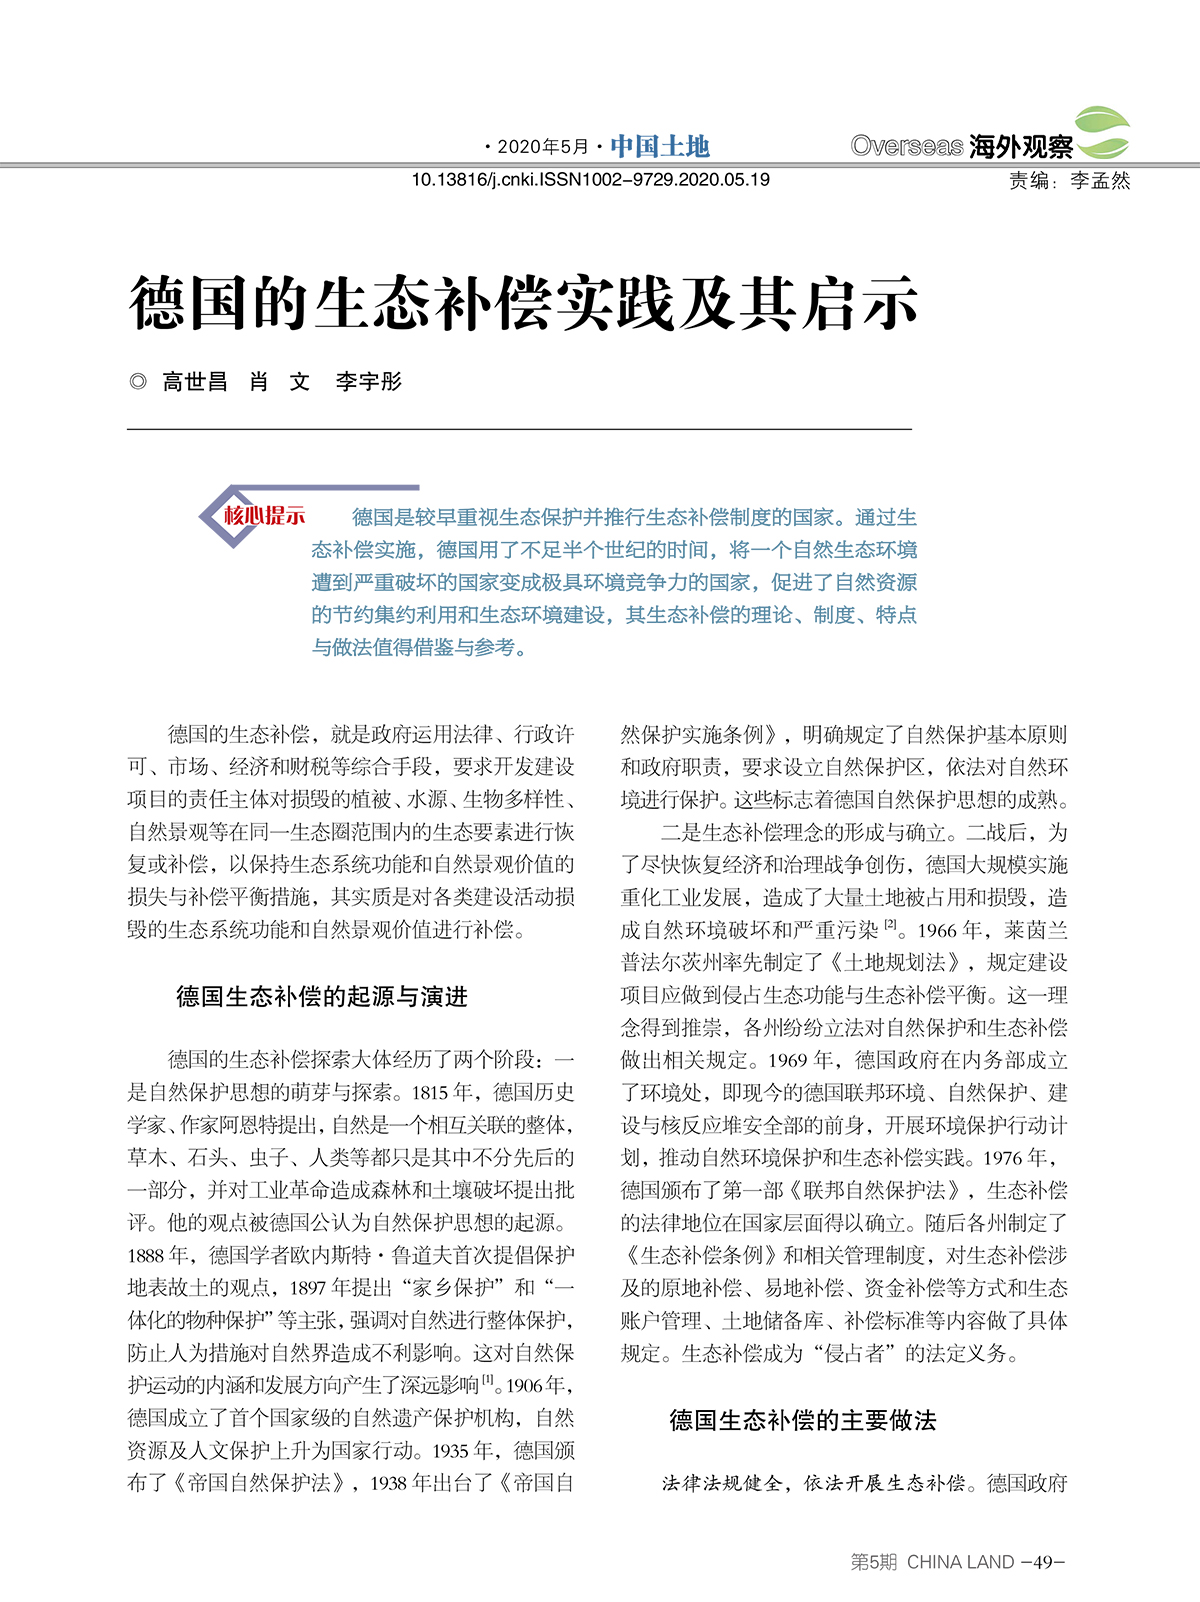 ·2020年5月·中国土地
Overseas 海外观察
10.13816/j.cnki.ISSN1002-9729.2020.05.19
责编：李孟然
德国的生态补偿实践及其启示
◎ 高世昌 肖 文 李宇彤
核心提示
德国是较早重视生态保护并推行生态补偿制度的国家。通过生
态补偿实施，德国用了不足半个世纪的时间，将一个自然生态环境
遭到严重破坏的国家变成极具环境竞争力的国家，促进了自然资源
的节约集约利用和生态环境建设，其生态补偿的理论、制度、特点
与做法值得借鉴与参考。
德国的生态补偿，就是政府运用法律、行政许
可、市场、经济和财税等综合手段，要求开发建设
项目的责任主体对损毁的植被、水源、生物多样性、
自然景观等在同一生态圈范围内的生态要素进行恢
复或补偿，以保持生态系统功能和自然景观价值的
损失与补偿平衡措施，其实质是对各类建设活动损
毁的生态系统功能和自然景观价值进行补偿。
德国生态补偿的起源与演进
德国的生态补偿探索大体经历了两个阶段：一
是自然保护思想的萌芽与探索。1815 年，德国历史
学家、作家阿恩特提出，自然是一个相互关联的整体，
草木、石头、虫子、人类等都只是其中不分先后的
一部分，并对工业革命造成森林和土壤破坏提出批
评。他的观点被德国公认为自然保护思想的起源。
1888 年，德国学者欧内斯特·鲁道夫首次提倡保护
地表故土的观点，1897 年提出“家乡保护”和“一
体化的物种保护”等主张，强调对自然进行整体保护，
防止人为措施对自然界造成不利影响。这对自然保
护运动的内涵和发展方向产生了深远影响[1]。1906年，
德国成立了首个国家级的自然遗产保护机构，自然
资源及人文保护上升为国家行动。1935 年，德国颁
布了《帝国自然保护法》，1938 年出台了《帝国自
然保护实施条例》，明确规定了自然保护基本原则
和政府职责，要求设立自然保护区，依法对自然环
境进行保护。这些标志着德国自然保护思想的成熟。
二是生态补偿理念的形成与确立。二战后，为
了尽快恢复经济和治理战争创伤，德国大规模实施
重化工业发展，造成了大量土地被占用和损毁，造
成自然环境破坏和严重污染[2]。1966 年，莱茵兰
普法尔茨州率先制定了《土地规划法》，规定建设
项目应做到侵占生态功能与生态补偿平衡。这一理
念得到推崇，各州纷纷立法对自然保护和生态补偿
做出相关规定。1969 年，德国政府在内务部成立
了环境处，即现今的德国联邦环境、自然保护、建
设与核反应堆安全部的前身，开展环境保护行动计
划，推动自然环境保护和生态补偿实践。1976 年，
德国颁布了第一部《联邦自然保护法》，生态补偿
的法律地位在国家层面得以确立。随后各州制定了
《生态补偿条例》和相关管理制度，对生态补偿涉
及的原地补偿、易地补偿、资金补偿等方式和生态
账户管理、土地储备库、补偿标准等内容做了具体
规定。生态补偿成为“侵占者”的法定义务。
德国生态补偿的主要做法
法律法规健全，依法开展生态补偿。德国政府
第5期 CHINA LAND -49-